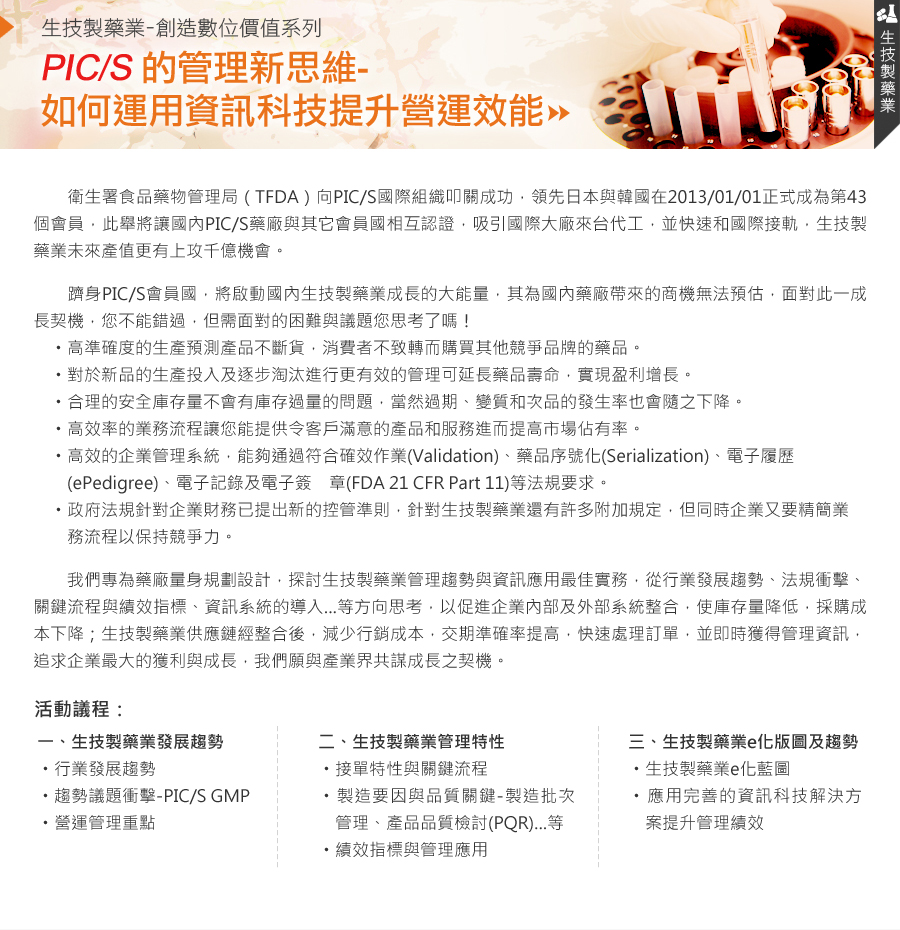 生技製藥業-創造數位價值系列
PIC/S 的管理新思維-
如何運用資訊科技提升營運效能
生技製藥業
衛生署食品藥物管理局（TFDA）向PIC/S國際組織叩關成功，領先日本與韓國在2013/01/01正式成為第43
個會員，此舉將讓國內PIC/S藥廠與其它會員國相互認證，吸引國際大廠來台代工，並快速和國際接軌，生技製
藥業未來產值更有上攻千億機會。
躋身PIC/S會員國，將啟動國內生技製藥業成長的大能量，其為國內藥廠帶來的商機無法預估，面對此一成
長契機，您不能錯過，但需面對的困難與議題您思考了嗎！
・高準確度的生產預測產品不斷貨，消費者不致轉而購買其他競爭品牌的藥品。
・對於新品的生產投入及逐步淘汰進行更有效的管理可延長藥品壽命，實現盈利增長。
・合理的安全庫存量不會有庫存過量的問題，當然過期、變質和次品的發生率也會隨之下降。
・高效率的業務流程讓您能提供令客戶滿意的產品和服務進而提高市場佔有率。
・高效的企業管理系統，能夠通過符合確效作業(Validation)、藥品序號化(Serialization)、電子履歷
(ePedigree)、電子記錄及電子簽　章(FDA 21 CFR Part 11)等法規要求。
・政府法規針對企業財務已提出新的控管準則，針對生技製藥業還有許多附加規定，但同時企業又要精簡業
務流程以保持競爭力。
我們專為藥廠量身規劃設計，探討生技製藥業管理趨勢與資訊應用最佳實務，從行業發展趨勢、法規衝擊、
關鍵流程與績效指標、資訊系統的導入...等方向思考，以促進企業內部及外部系統整合，使庫存量降低，採購成
本下降；生技製藥業供應鏈經整合後，減少行銷成本，交期準確率提高，快速處理訂單，並即時獲得管理資訊，
追求企業最大的獲利與成長，我們願與產業界共謀成長之契機。
活動議程：
一、生技製藥業發展趨勢
・行業發展趨勢
・趨勢議題衝擊-PIC/S GMP
・營運管理重點
二、生技製藥業管理特性
・接單特性與關鍵流程
・製造要因與品質關鍵-製造批次
管理、產品品質檢討(PQR)...等
・績效指標與管理應用
三、生技製藥業e化版圖及趨勢
・生技製藥業e化藍圖
・應用完善的資訊科技解決方
案提升管理績效